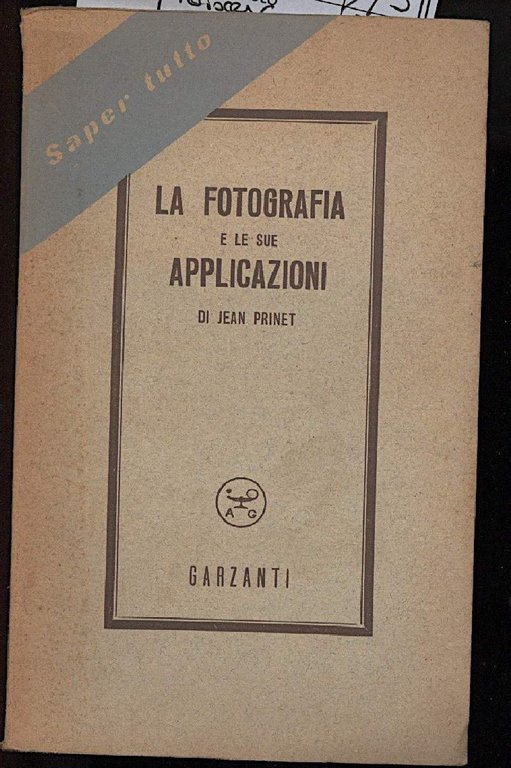 Saper tutto
LA FOTOGRAFIA
E LE SUE
APPLICAZIONI
DI JEAN PRINET
A G
GARZANTI